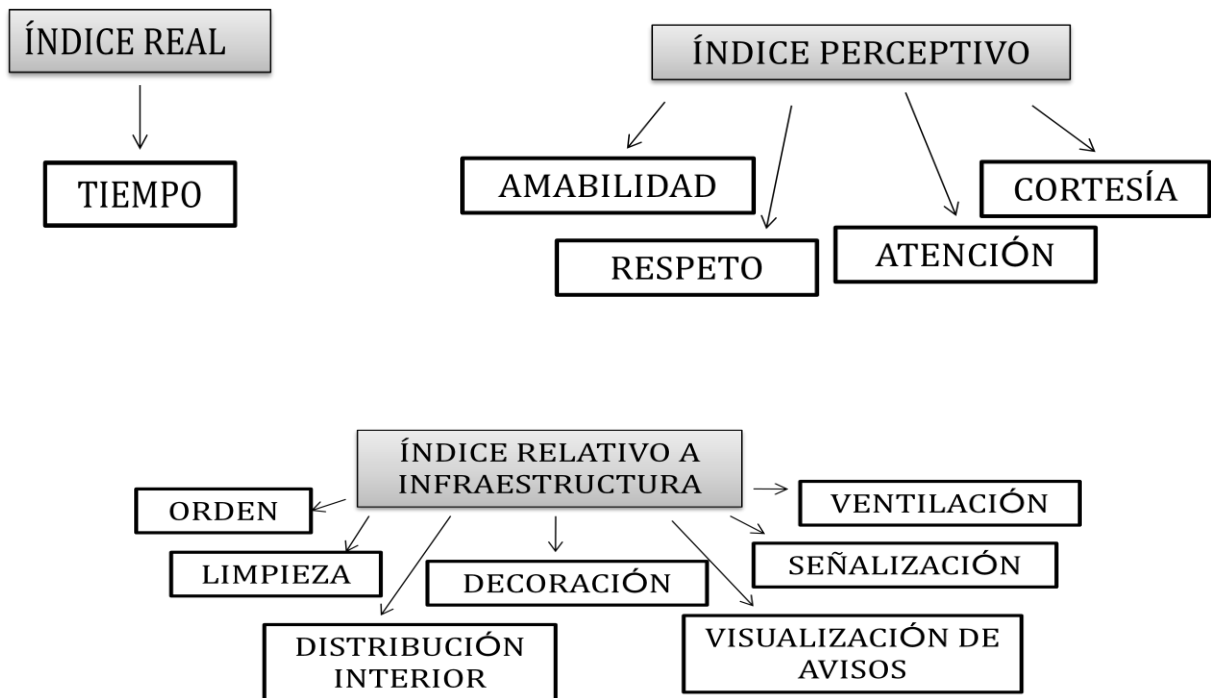 ÍNDICE REAL
TIEMPO
ÍNDICE PERCEPTIVO
AMABILIDAD
RESPETO
ATENCIÓN
CORTESÍA
ÍNDICE RELATIVO A
INFRAESTRUCTURA
ORDEN
LIMPIEZA
DISTRIBUCIÓN
INTERIOR
DECORACIÓN
VISUALIZACIÓN DE
AVISOS
SEÑALIZACIÓN
VENTILACIÓN